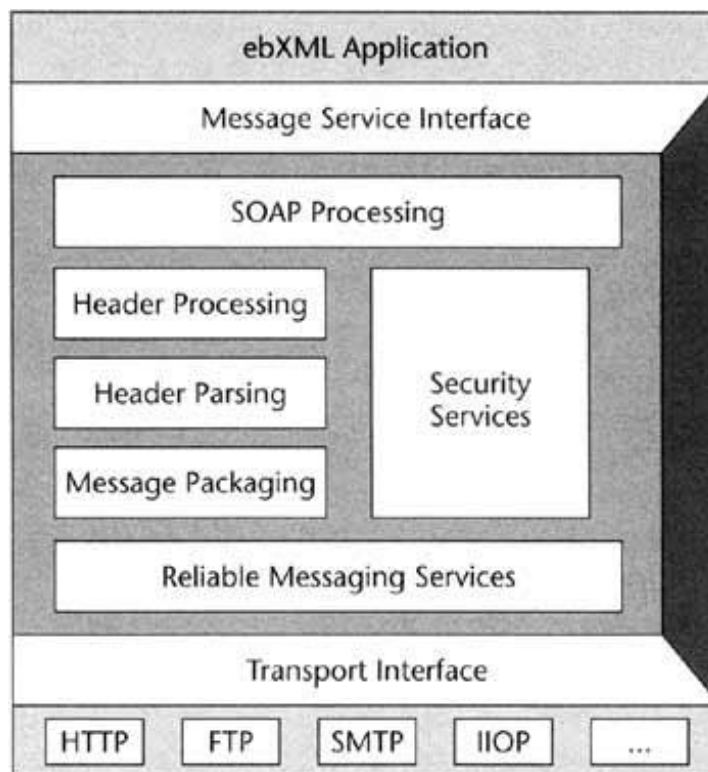 ebXML Application
Message Service Interface
SOAP Processing
Header Processing
Header Parsing
Message Packaging
Security
Services
Reliable Messaging Services
Transport Interface
HTTP FTP SMTP IIOP ...